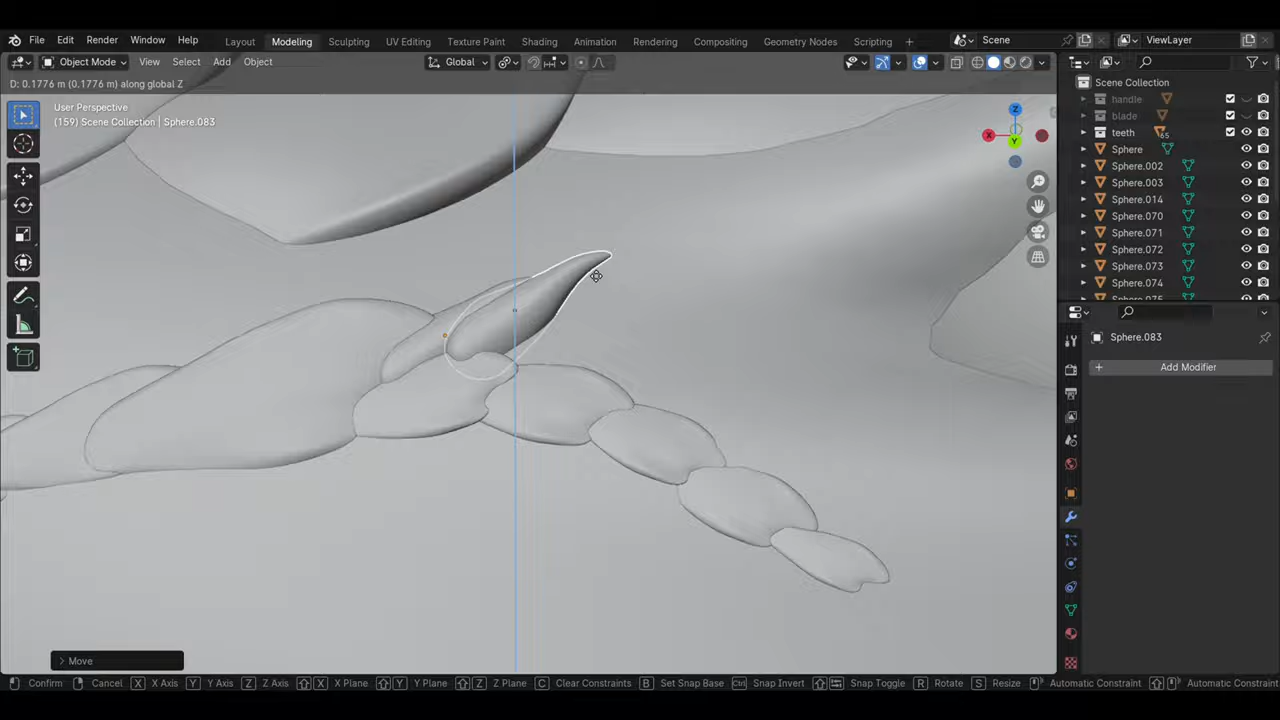 File Edit Render Window Help Layout Modeling Sculpting UV Editing Texture Paint Shading Animation Rendering Compositing Geometry Nodes Scripting + Scene ViewLayer
Object Mode View Select Add Object Global
D: 0.1776 m (0.1776 m) along global Z
User Perspective
(159) Scene Collection | Sphere.083
Z
X
Y
Scene Collection
handle
blade
teeth 65
Sphere
Sphere.002
Sphere.003
Sphere.014
Sphere.070
Sphere.071
Sphere.072
Sphere.073
Sphere.074
Sphere.075
Sphere.083
+ Add Modifier
> Move
Confirm Cancel X X Axis Y Y Axis Z Z Axis X X Plane Y Y Plane Z Z Plane C Clear Constraints B Set Snap Base Ctrl Snap Invert Snap Toggle R Rotate S Resize Automatic Constraint Automatic Constraint